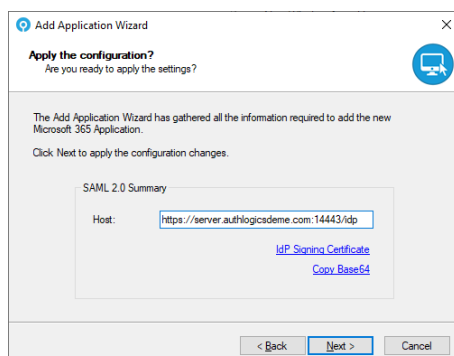 Add Application Wizard
Apply the configuration?
Are you ready to apply the settings?
The Add Application Wizard has gathered all the information required to add the new
Microsoft 365 Application.
Click Next to apply the configuration changes.
SAML 2.0 Summary
Host: https://server.authlogicsdeme.com:14443/idp
IdP Signing Certificate
Copy Base64
< Back Next > Cancel